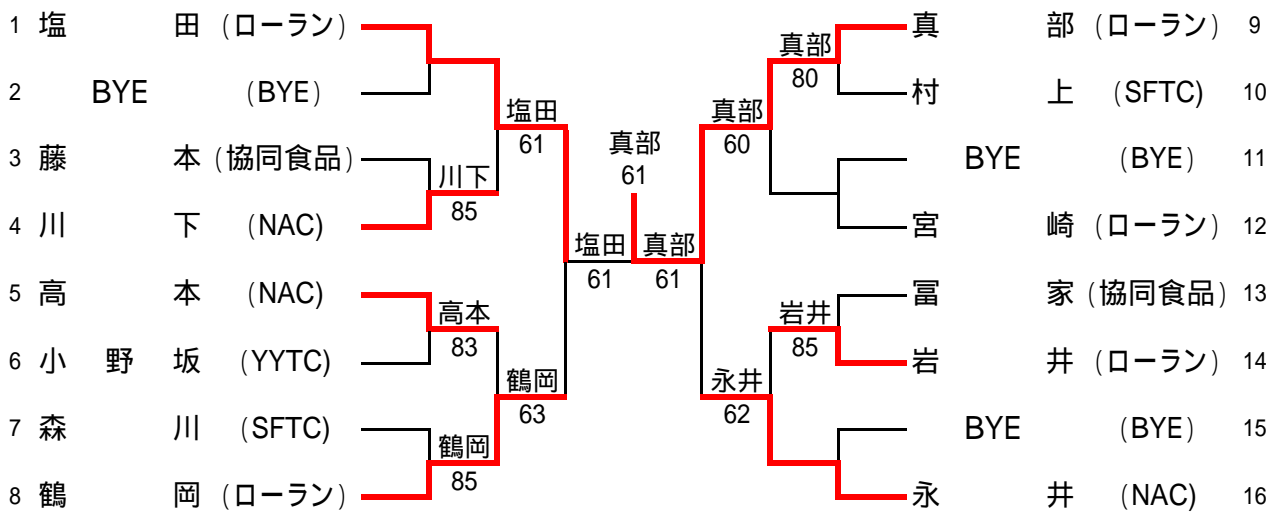 1 塩 田 (ローラン)
2 BYE (BYE)
3 藤 本 (協同食品)
4 川 下 (NAC)
5 高 本 (NAC)
6 小 野 坂 (YYTC)
7 森 川 (SFTC)
8 鶴 岡 (ローラン)
川下
85
高本
83
鶴岡
85
塩田
61
鶴岡
63
塩田
61
真部
61
真部
61
真部
60
永井
62
真部
80
岩井
85
真 部 (ローラン) 9
村 上 (SFTC) 10
BYE (BYE) 11
宮 崎 (ローラン) 12
冨 家 (協同食品) 13
岩 井 (ローラン) 14
BYE (BYE) 15
永 井 (NAC) 16